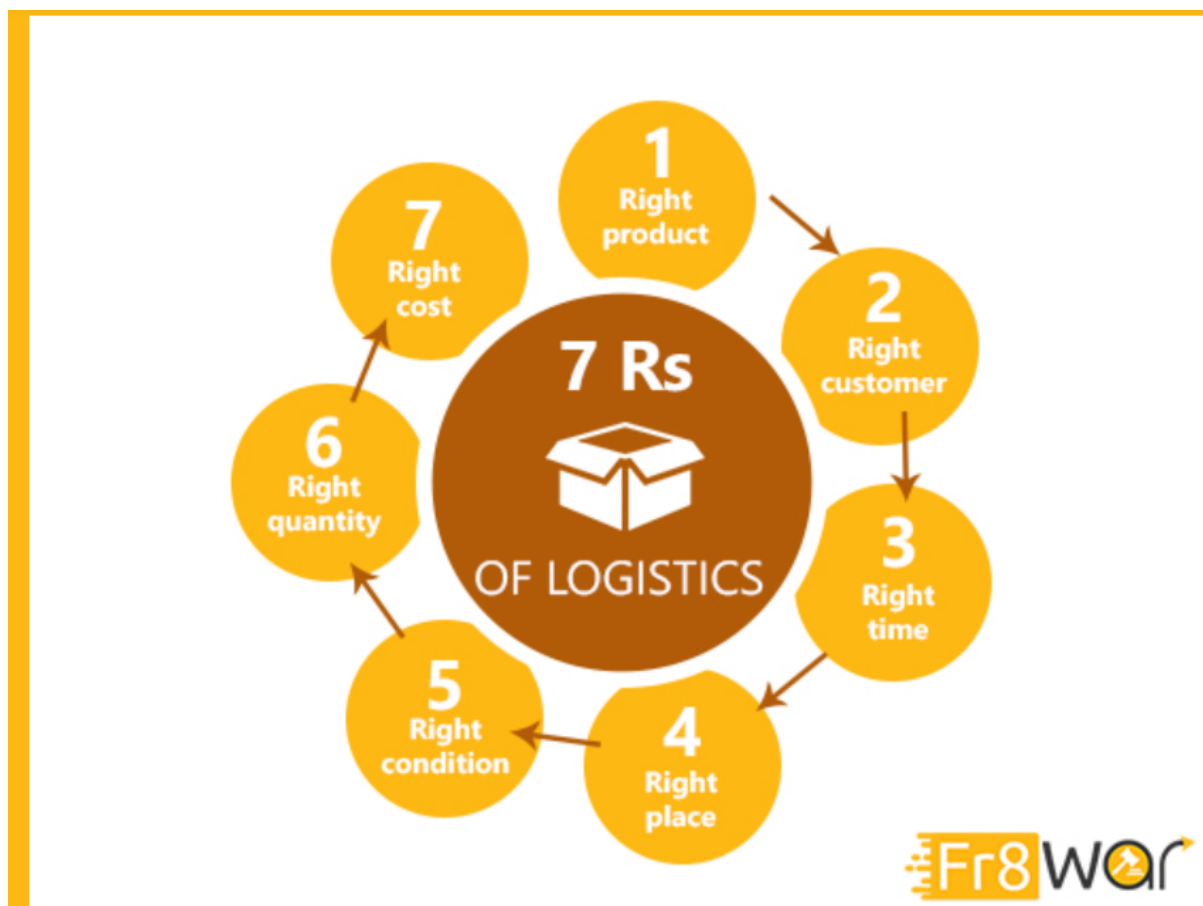 1
Right
product
2
Right
customer
3
Right
time
4
Right
place
5
Right
condition
6
Right
quantity
7
Right
cost
7 Rs
OF LOGISTICS
Fr8war